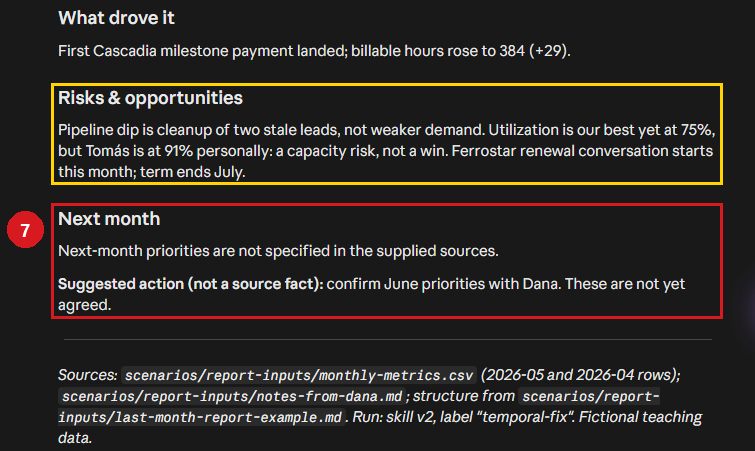 What drove it
First Cascadia milestone payment landed; billable hours rose to 384 (+29).
Risks & opportunities
Pipeline dip is cleanup of two stale leads, not weaker demand. Utilization is our best yet at 75%,
but Tomás is at 91% personally: a capacity risk, not a win. Ferrostar renewal conversation starts
this month; term ends July.
7
Next month
Next-month priorities are not specified in the supplied sources.
Suggested action (not a source fact): confirm June priorities with Dana. These are not yet
agreed.
Sources: scenarios/report-inputs/monthly-metrics.csv (2026-05 and 2026-04 rows);
scenarios/report-inputs/notes-from-dana.md; structure from scenarios/report-
inputs/last-month-report-example.md. Run: skill v2, label "temporal-fix". Fictional teaching
data.